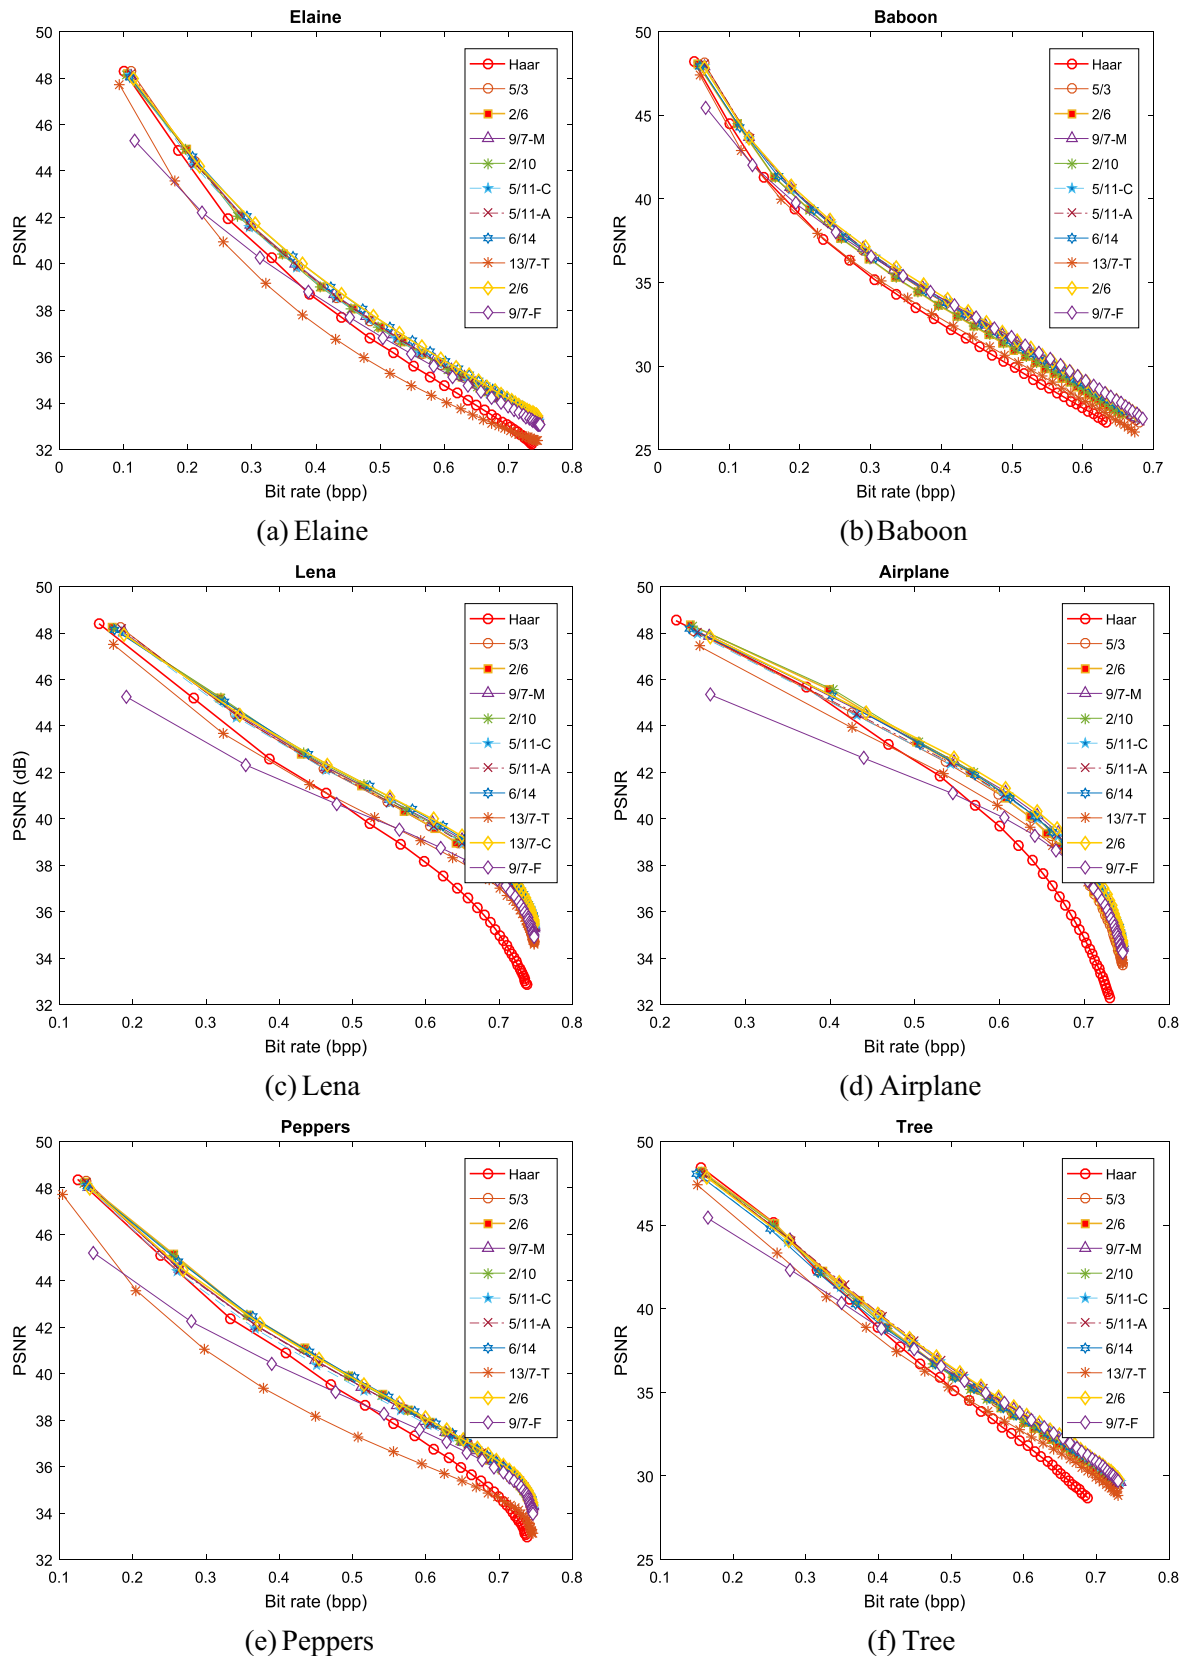 Elaine
50
48
46
44
42
40
38
36
34
32
PSNR
0
0.1
0.2
0.3
0.4
0.5
0.6
0.7
0.8
Bit rate (bpp)
Haar
5/3
2/6
9/7-M
2/10
5/11-C
5/11-A
6/14
13/7-T
2/6
9/7-F
(a) Elaine
Baboon
50
45
40
35
30
25
PSNR
0
0.1
0.2
0.3
0.4
0.5
0.6
0.7
Bit rate (bpp)
Haar
5/3
2/6
9/7-M
2/10
5/11-C
5/11-A
6/14
13/7-T
2/6
9/7-F
(b) Baboon
Lena
50
48
46
44
42
40
38
36
34
32
PSNR (dB)
0.1
0.2
0.3
0.4
0.5
0.6
0.7
0.8
Bit rate (bpp)
Haar
5/3
2/6
9/7-M
2/10
5/11-C
5/11-A
6/14
13/7-T
13/7-C
9/7-F
(c) Lena
Airplane
50
48
46
44
42
40
38
36
34
32
PSNR
0.2
0.3
0.4
0.5
0.6
0.7
0.8
Bit rate (bpp)
Haar
5/3
2/6
9/7-M
2/10
5/11-C
5/11-A
6/14
13/7-T
2/6
9/7-F
(d) Airplane
Peppers
50
48
46
44
42
40
38
36
34
32
PSNR
0.1
0.2
0.3
0.4
0.5
0.6
0.7
0.8
Bit rate (bpp)
Haar
5/3
2/6
9/7-M
2/10
5/11-C
5/11-A
6/14
13/7-T
2/6
9/7-F
(e) Peppers
Tree
50
45
40
35
30
25
PSNR
0.1
0.2
0.3
0.4
0.5
0.6
0.7
0.8
Bit rate (bpp)
Haar
5/3
2/6
9/7-M
2/10
5/11-C
5/11-A
6/14
13/7-T
2/6
9/7-F
(f) Tree